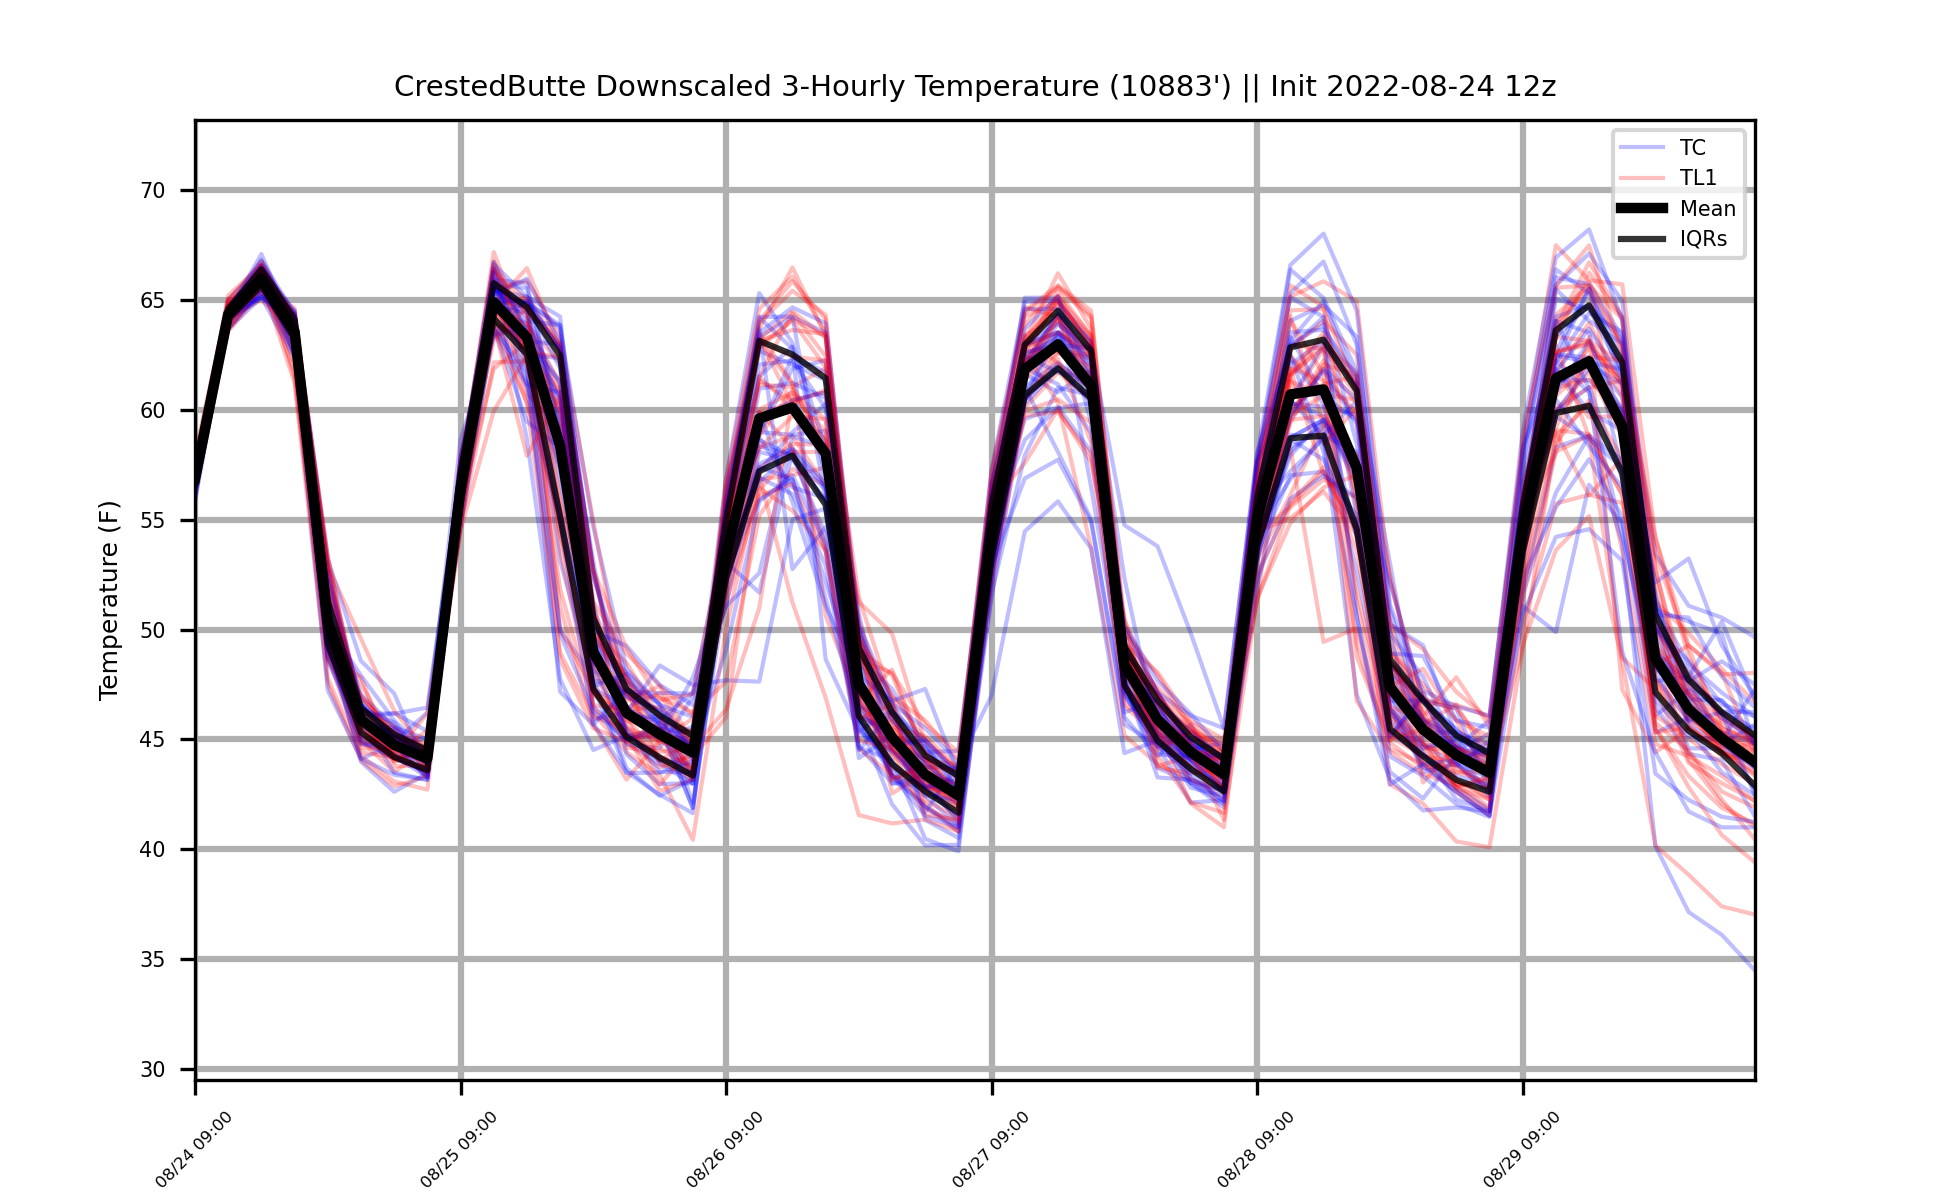 CrestedButte Downscaled 3-Hourly Temperature (10883') || Init 2022-08-24 12z
TC
TL1
Mean
IQRs
Temperature (F)
70
65
60
55
50
45
40
35
30
08/24 09:00
08/25 09:00
08/26 09:00
08/27 09:00
08/28 09:00
08/29 09:00